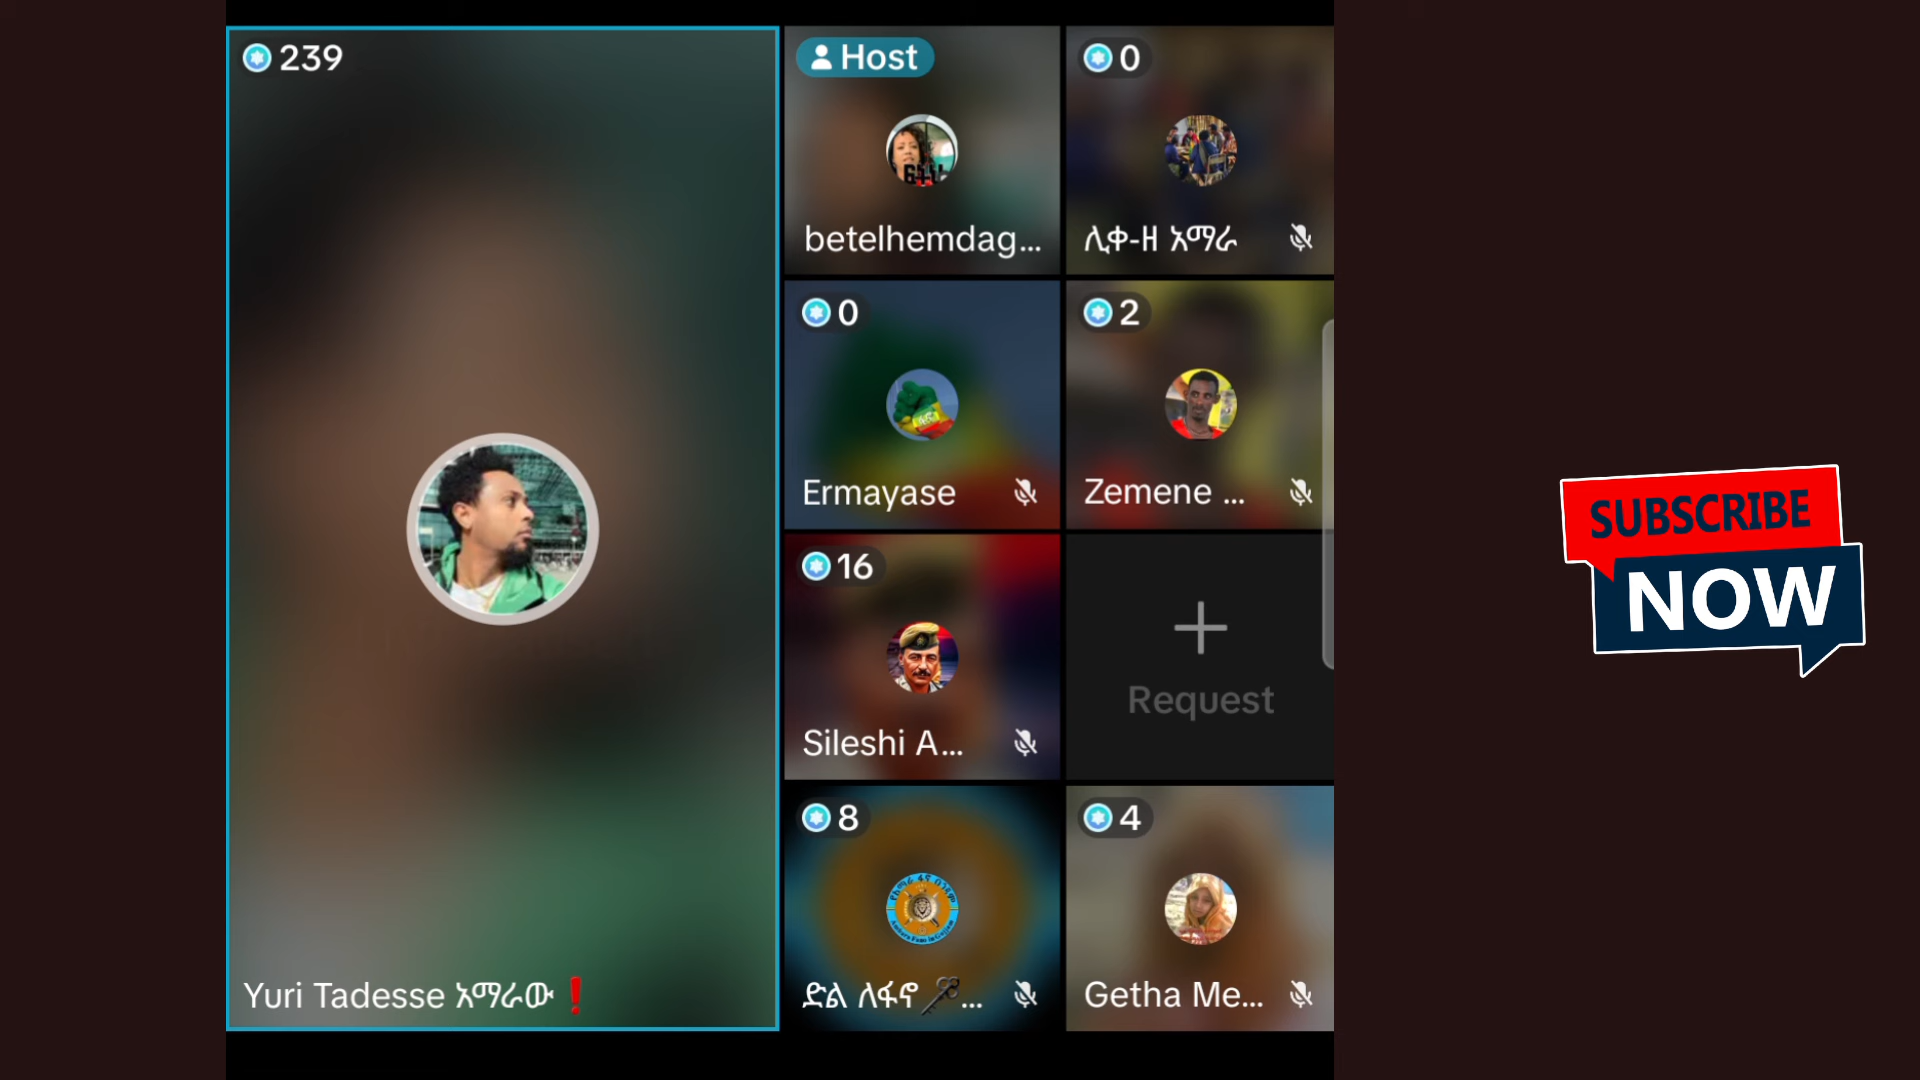 239
Host
0
betelhemdag...
ሊቀ-ዘ አማራ
0
2
Ermayase
Zemene ...
16
Sileshi A...
Request
8
4
Yuri Tadesse አማራው❗
ድል ለፋኖ 🗝...
Getha Me...
SUBSCRIBE
NOW